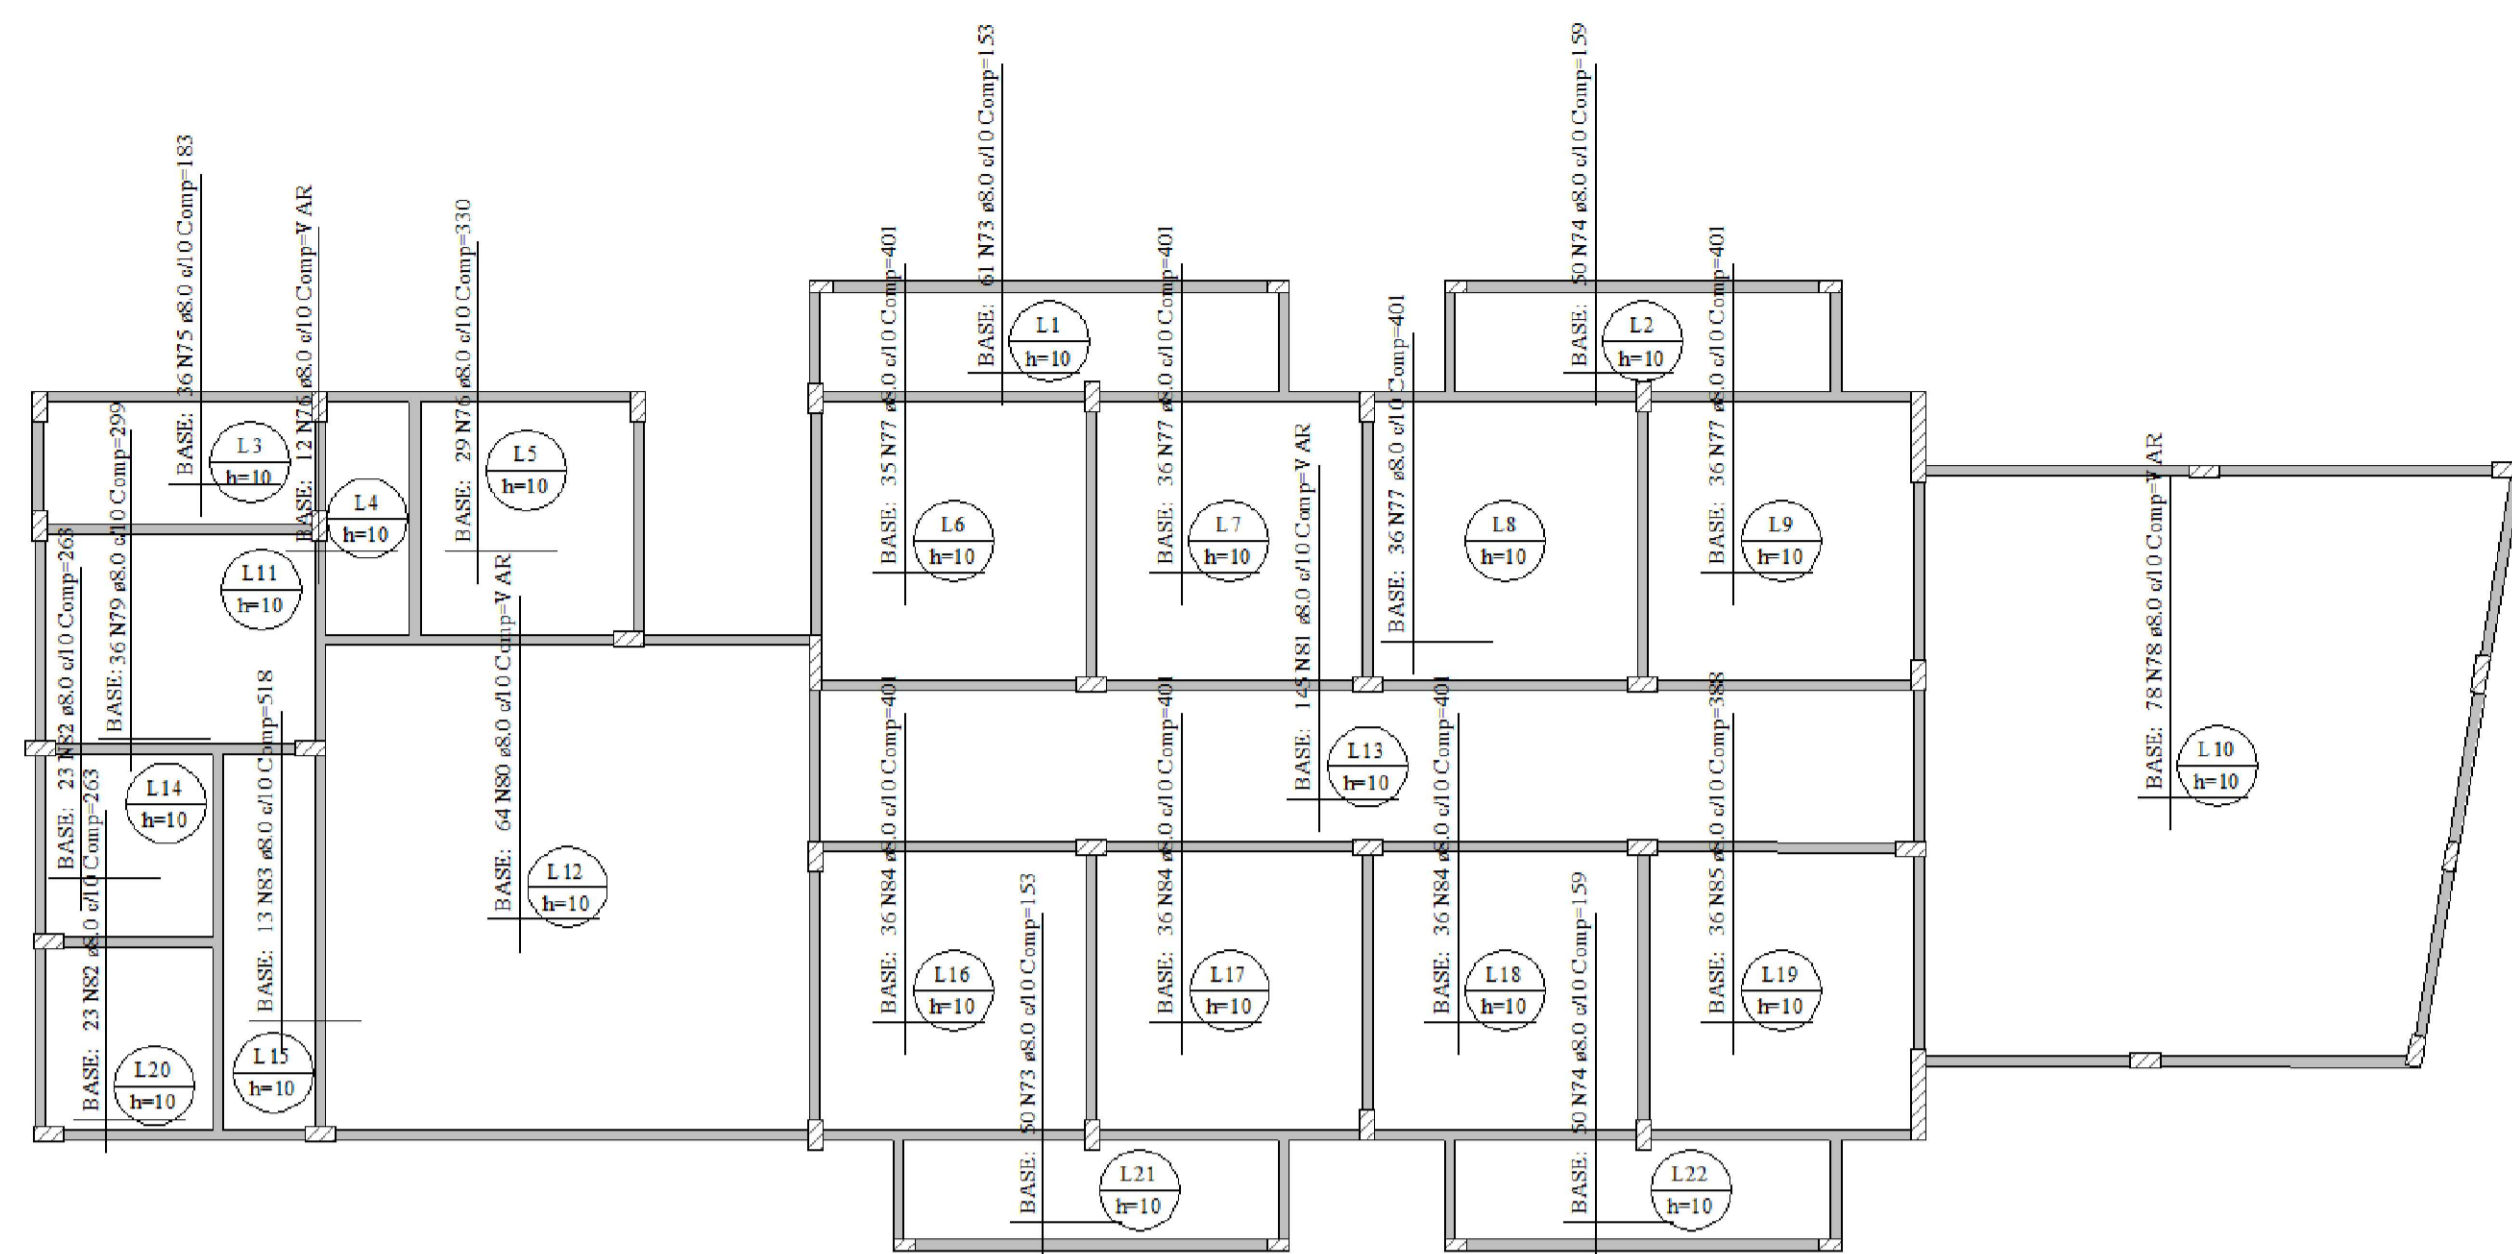 BASE: 61 N73 ø8.0 c/10 Comp=153
BASE: 50 N74 ø8.0 c/10 Comp=159
BASE: 36 N75 ø8.0 c/10 Comp=183
BASE: 12 N76 ø8.0 c/10 Comp=VAR
BASE: 29 N76 ø8.0 c/10 Comp=330
BASE: 35 N77 ø8.0 c/10 Comp=401
BASE: 36 N77 ø8.0 c/10 Comp=401
BASE: 36 N77 ø8.0 c/10 Comp=401
BASE: 36 N77 ø8.0 c/10 Comp=401
L1
h=10
L2
h=10
L3
h=10
L4
h=10
L5
h=10
L6
h=10
L7
h=10
L8
h=10
L9
h=10
BASE: 36 N79 ø8.0 c/10 Comp=299
L11
h=10
BASE: 23 N82 ø8.0 c/10 Comp=263
BASE: 64 N80 ø8.0 c/10 Comp=VAR
BASE: 145 N81 ø8.0 c/10 Comp=VAR
BASE: 78 N78 ø8.0 c/10 Comp=VAR
L10
h=10
L13
h=10
L14
h=10
L12
h=10
BASE: 13 N83 ø8.0 c/10 Comp=518
BASE: 23 N82 ø8.0 c/10 Comp=263
BASE: 36 N84 ø8.0 c/10 Comp=401
BASE: 36 N84 ø8.0 c/10 Comp=401
BASE: 36 N84 ø8.0 c/10 Comp=401
BASE: 36 N85 ø8.0 c/10 Comp=388
L16
h=10
L17
h=10
L18
h=10
L19
h=10
L20
h=10
L15
h=10
BASE: 50 N73 ø8.0 c/10 Comp=153
BASE: 50 N74 ø8.0 c/10 Comp=159
L21
h=10
L22
h=10